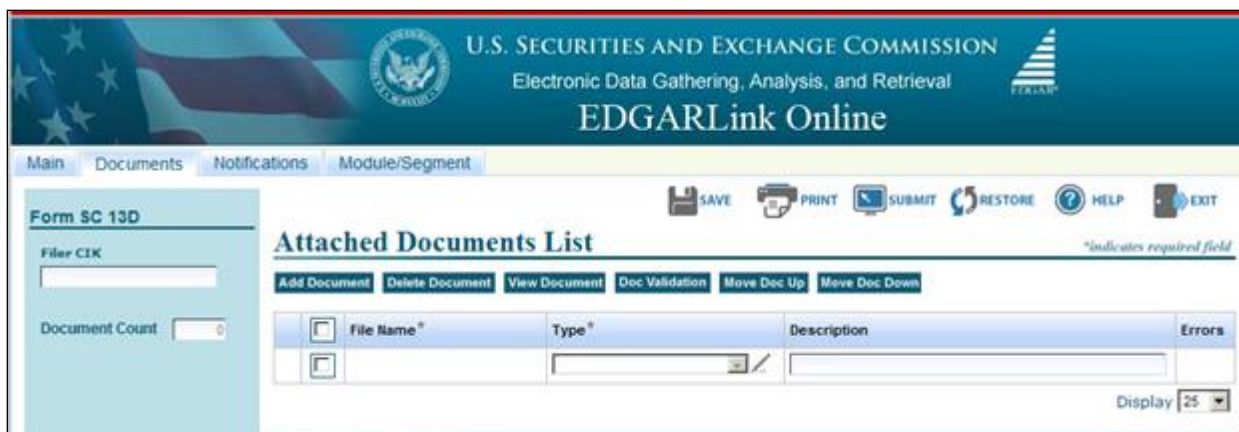 U.S. SECURITIES AND EXCHANGE COMMISSION
Electronic Data Gathering, Analysis, and Retrieval
EDGAR®
EDGARLink Online
Main Documents Notifications Module/Segment
SAVE PRINT SUBMIT RESTORE HELP EXIT
Form SC 13D
Attached Documents List
*indicates required field
Filer CIK
Add Document Delete Document View Document Doc Validation Move Doc Up Move Doc Down
Document Count 0
File Name* Type* Description Errors
Display 25